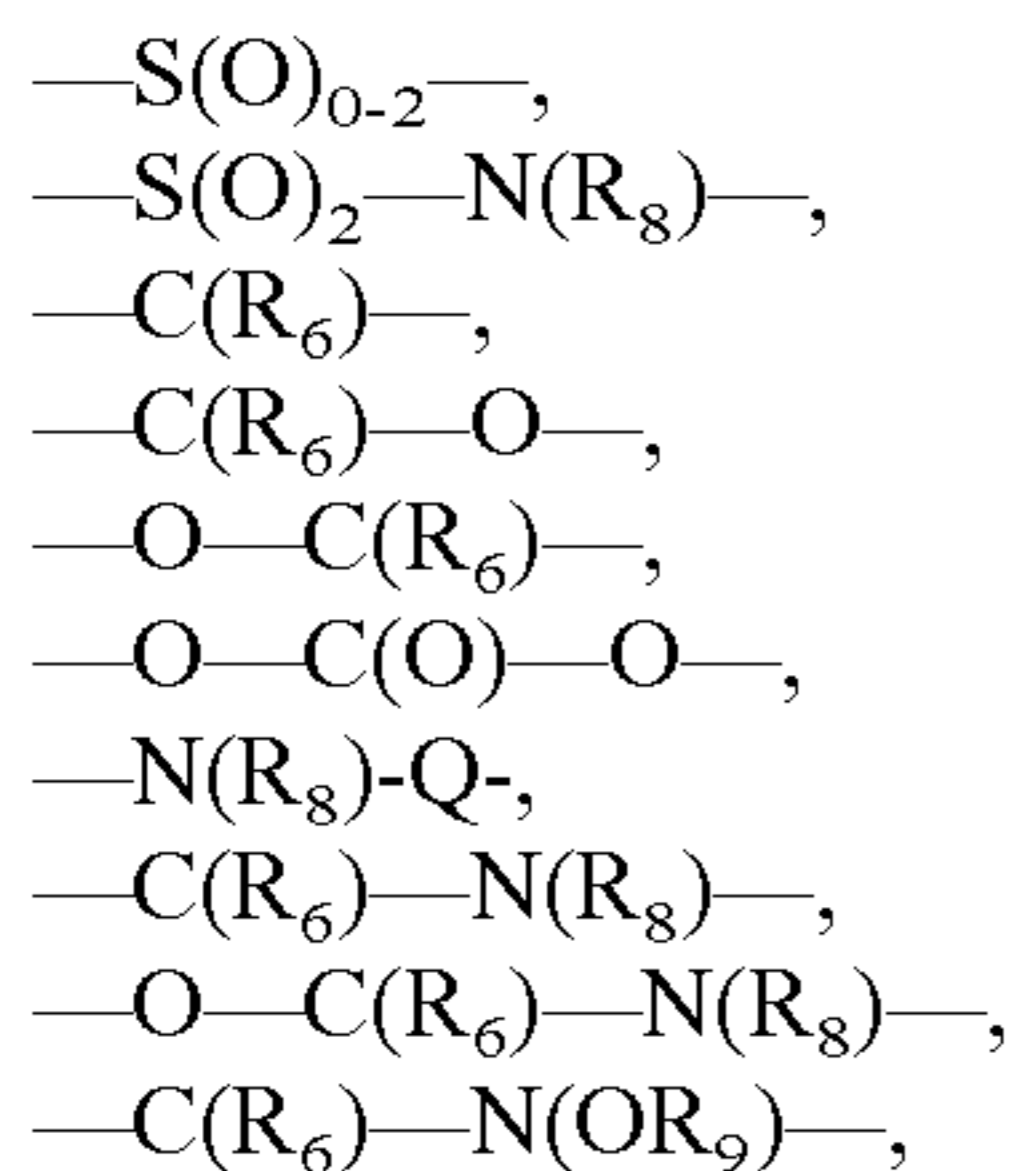 —S(O)₀₋₂—,
—S(O)₂—N(R₈)—,
—C(R₆)—,
—C(R₆)—O—,
—O—C(R₆)—,
—O—C(O)—O—,
—N(R₈)-Q-,
—C(R₆)—N(R₈)—,
—O—C(R₆)—N(R₈)—,
—C(R₆)—N(OR₉)—,